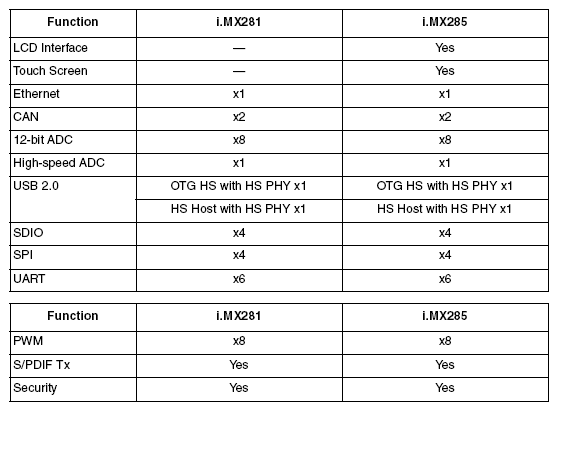 Function i.MX281 i.MX285
LCD Interface — Yes
Touch Screen — Yes
Ethernet x1 x1
CAN x2 x2
12-bit ADC x8 x8
High-speed ADC x1 x1
USB 2.0 OTG HS with HS PHY x1 OTG HS with HS PHY x1
HS Host with HS PHY x1 HS Host with HS PHY x1
SDIO x4 x4
SPI x4 x4
UART x6 x6
Function i.MX281 i.MX285
PWM x8 x8
S/PDIF Tx Yes Yes
Security Yes Yes